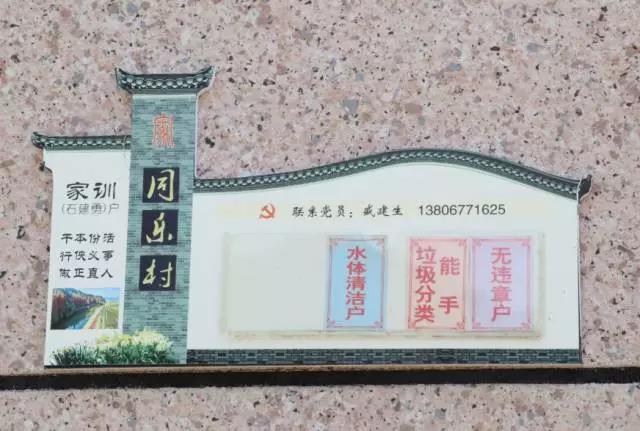 家训
(石建勇)户
干本份活
行侠义事
做正直人
同乐村
联系党员：盛建生 13806771625
水体清洁户
垃圾分类
能手
无违章户